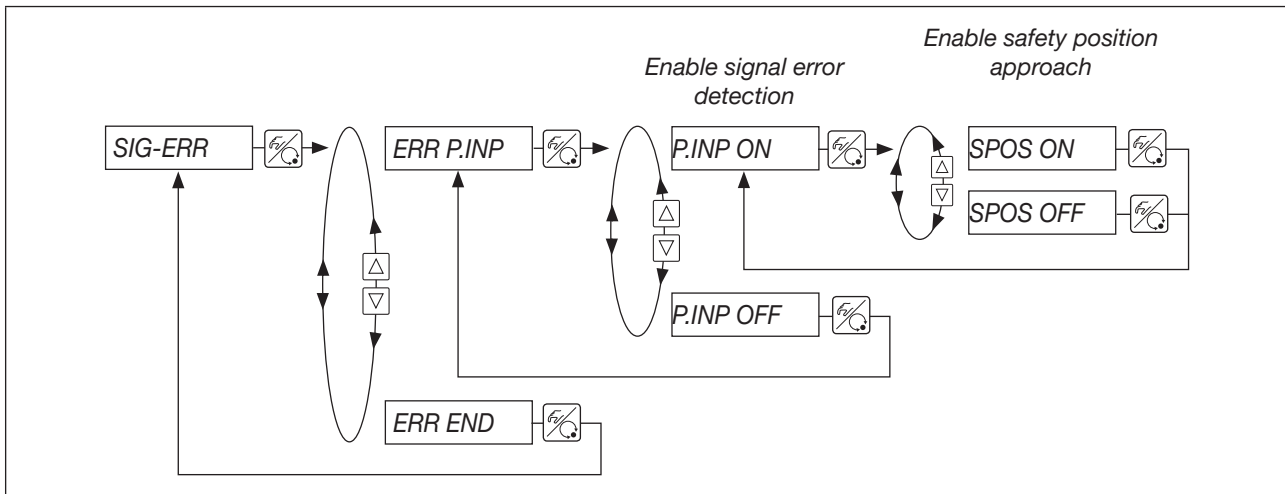 Enable safety position
approach
Enable signal error
detection
SIG-ERR
ERR P.INP
P.INP ON
SPOS ON
SPOS OFF
P.INP OFF
ERR END